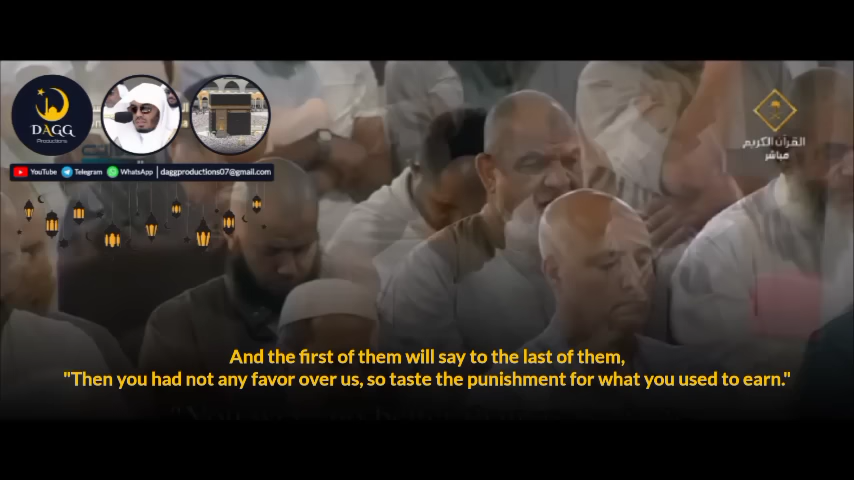 DAGG
Productions
YouTube Telegram WhatsApp daggproductions07@gmail.com
القرآن الكريم
مباشر
And the first of them will say to the last of them,
"Then you had not any favor over us, so taste the punishment for what you used to earn."